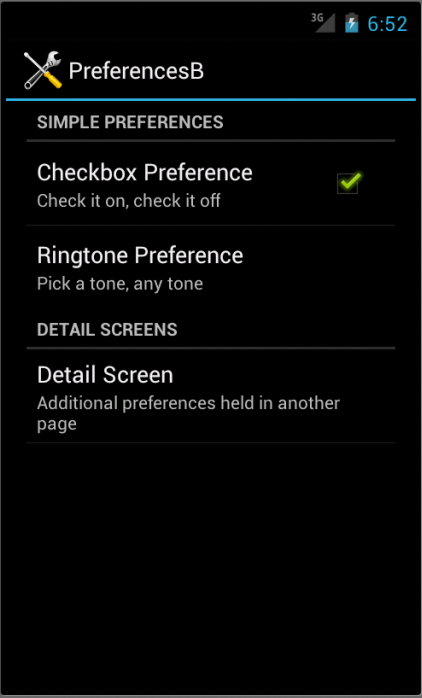 3G 6:52
PreferencesB
SIMPLE PREFERENCES
Checkbox Preference
Check it on, check it off
Ringtone Preference
Pick a tone, any tone
DETAIL SCREENS
Detail Screen
Additional preferences held in another
page